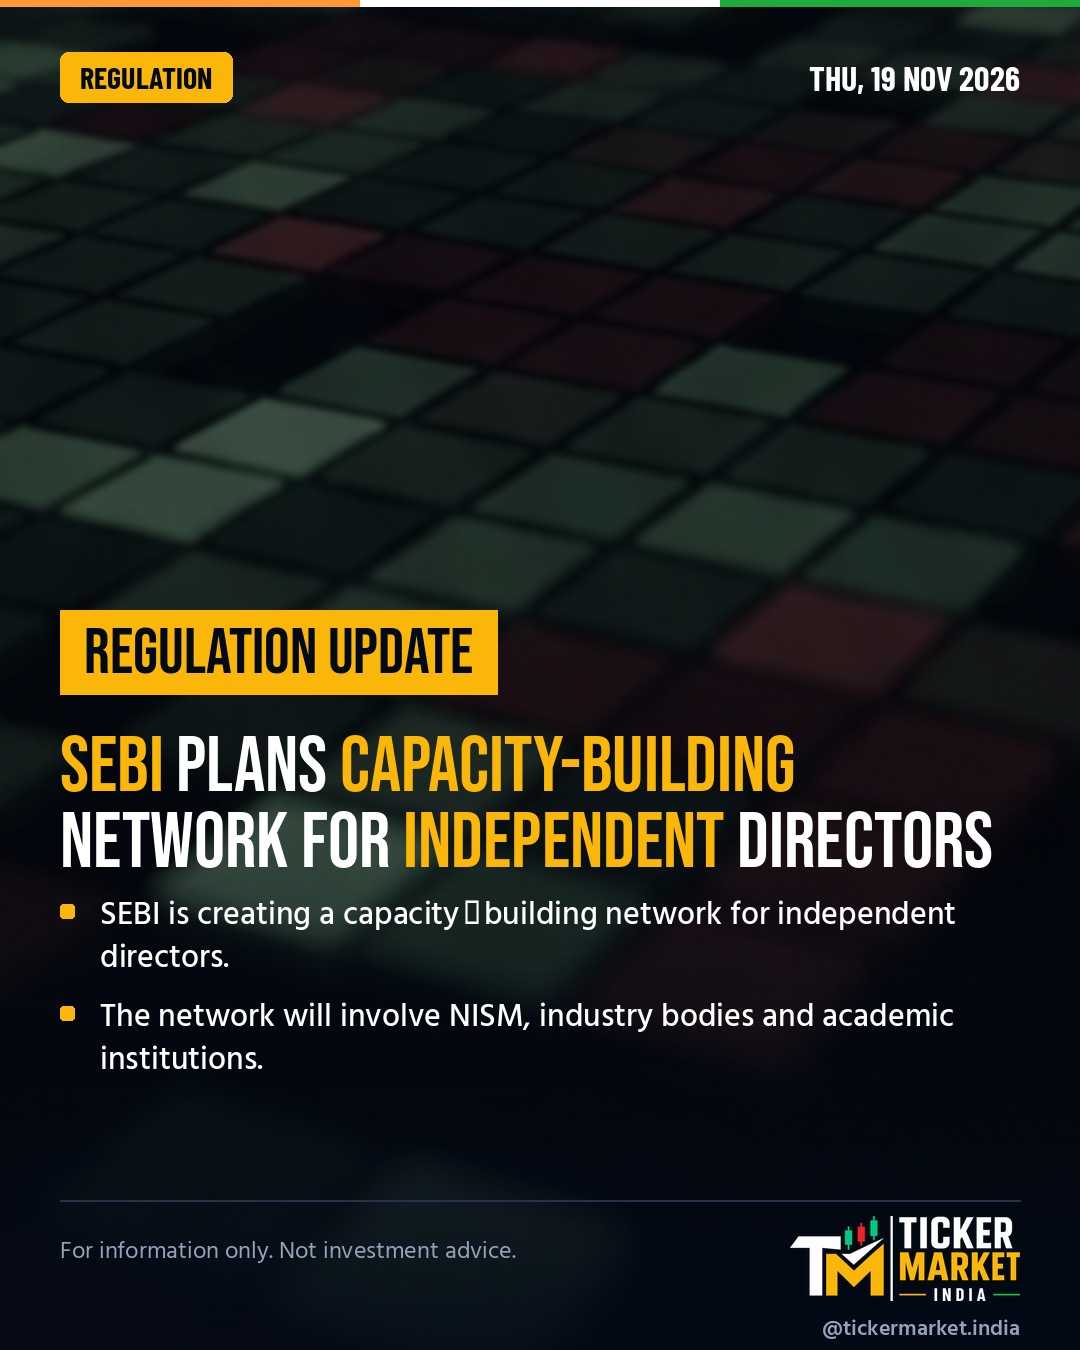 REGULATION
THU, 19 NOV 2026
REGULATION UPDATE
SEBI PLANS CAPACITY-BUILDING
NETWORK FOR INDEPENDENT DIRECTORS
SEBI is creating a capacity▯building network for independent
directors.
The network will involve NISM, industry bodies and academic
institutions.
For information only. Not investment advice.
TM
TICKER
MARKET
INDIA
@tickermarket.india